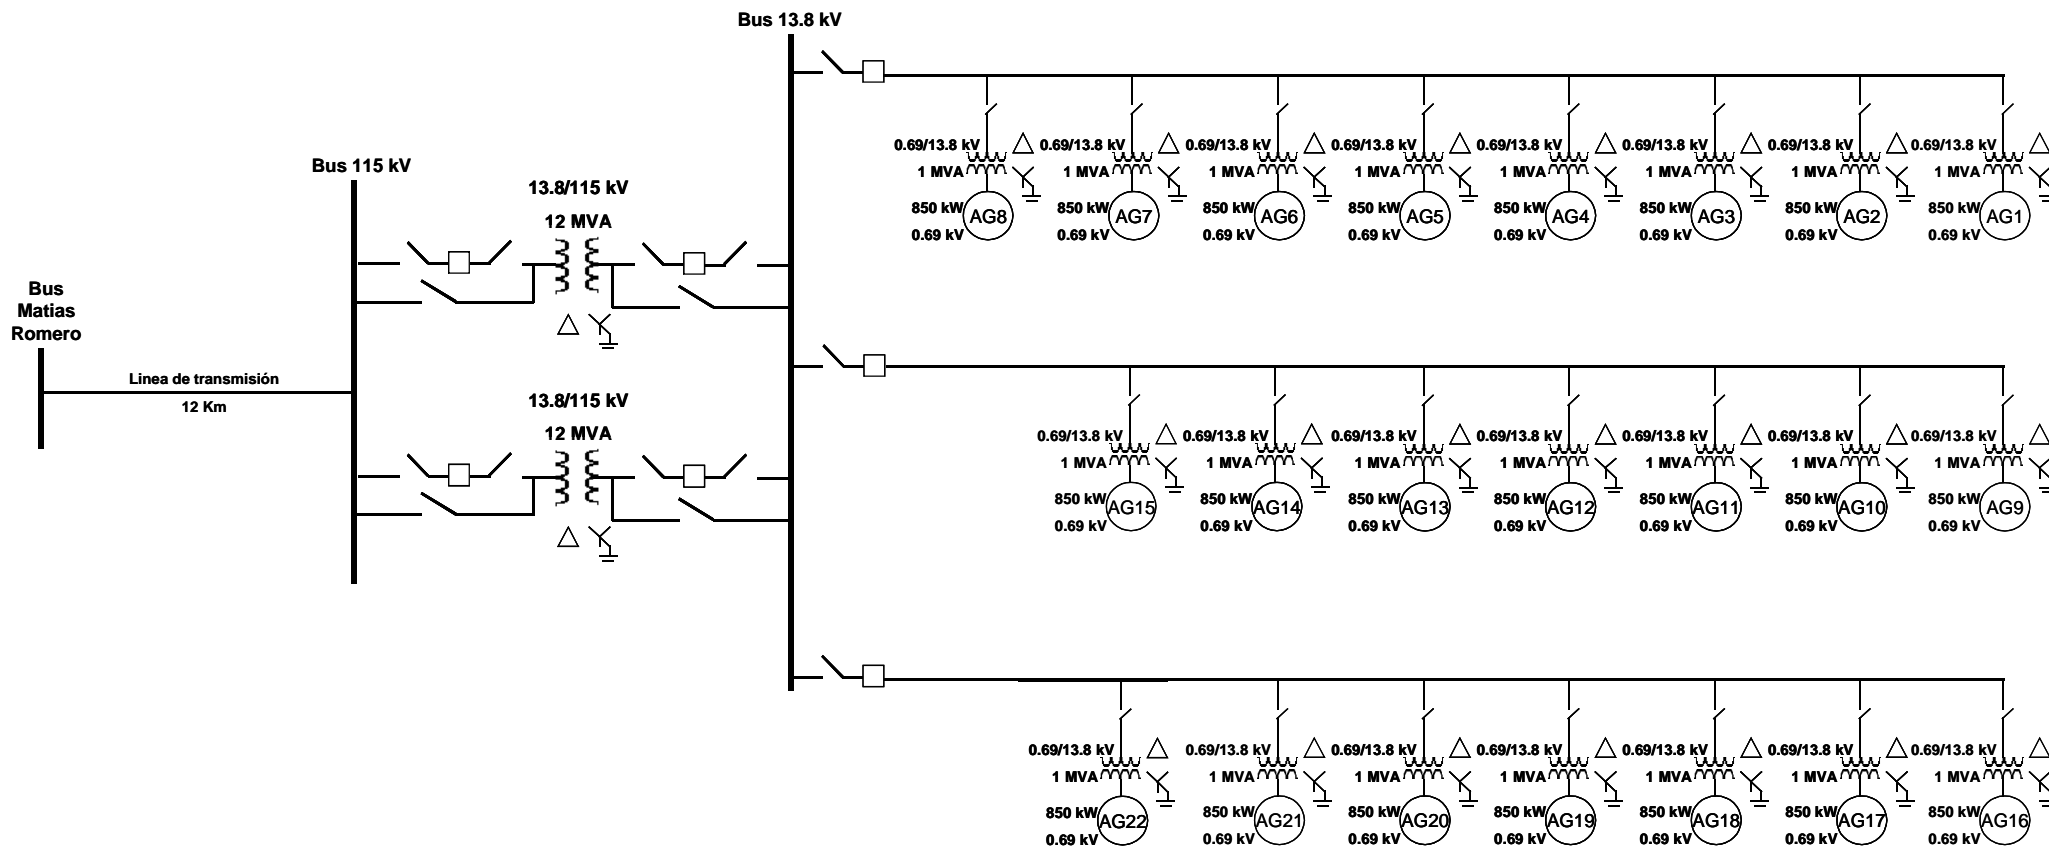 Bus 13.8 kV
Bus 115 kV
13.8/115 kV
12 MVA
Bus
Matias
Romero
Linea de transmisión
12 Km
13.8/115 kV
12 MVA
0.69/13.8 kV
1 MVA
850 kW
0.69 kV
AG8
0.69/13.8 kV
1 MVA
850 kW
0.69 kV
AG7
0.69/13.8 kV
1 MVA
850 kW
0.69 kV
AG6
0.69/13.8 kV
1 MVA
850 kW
0.69 kV
AG5
0.69/13.8 kV
1 MVA
850 kW
0.69 kV
AG4
0.69/13.8 kV
1 MVA
850 kW
0.69 kV
AG3
0.69/13.8 kV
1 MVA
850 kW
0.69 kV
AG2
0.69/13.8 kV
1 MVA
850 kW
0.69 kV
AG1
0.69/13.8 kV
1 MVA
850 kW
0.69 kV
AG15
0.69/13.8 kV
1 MVA
850 kW
0.69 kV
AG14
0.69/13.8 kV
1 MVA
850 kW
0.69 kV
AG13
0.69/13.8 kV
1 MVA
850 kW
0.69 kV
AG12
0.69/13.8 kV
1 MVA
850 kW
0.69 kV
AG11
0.69/13.8 kV
1 MVA
850 kW
0.69 kV
AG10
0.69/13.8 kV
1 MVA
850 kW
0.69 kV
AG9
0.69/13.8 kV
1 MVA
850 kW
0.69 kV
AG22
0.69/13.8 kV
1 MVA
850 kW
0.69 kV
AG21
0.69/13.8 kV
1 MVA
850 kW
0.69 kV
AG20
0.69/13.8 kV
1 MVA
850 kW
0.69 kV
AG19
0.69/13.8 kV
1 MVA
850 kW
0.69 kV
AG18
0.69/13.8 kV
1 MVA
850 kW
0.69 kV
AG17
0.69/13.8 kV
1 MVA
850 kW
0.69 kV
AG16